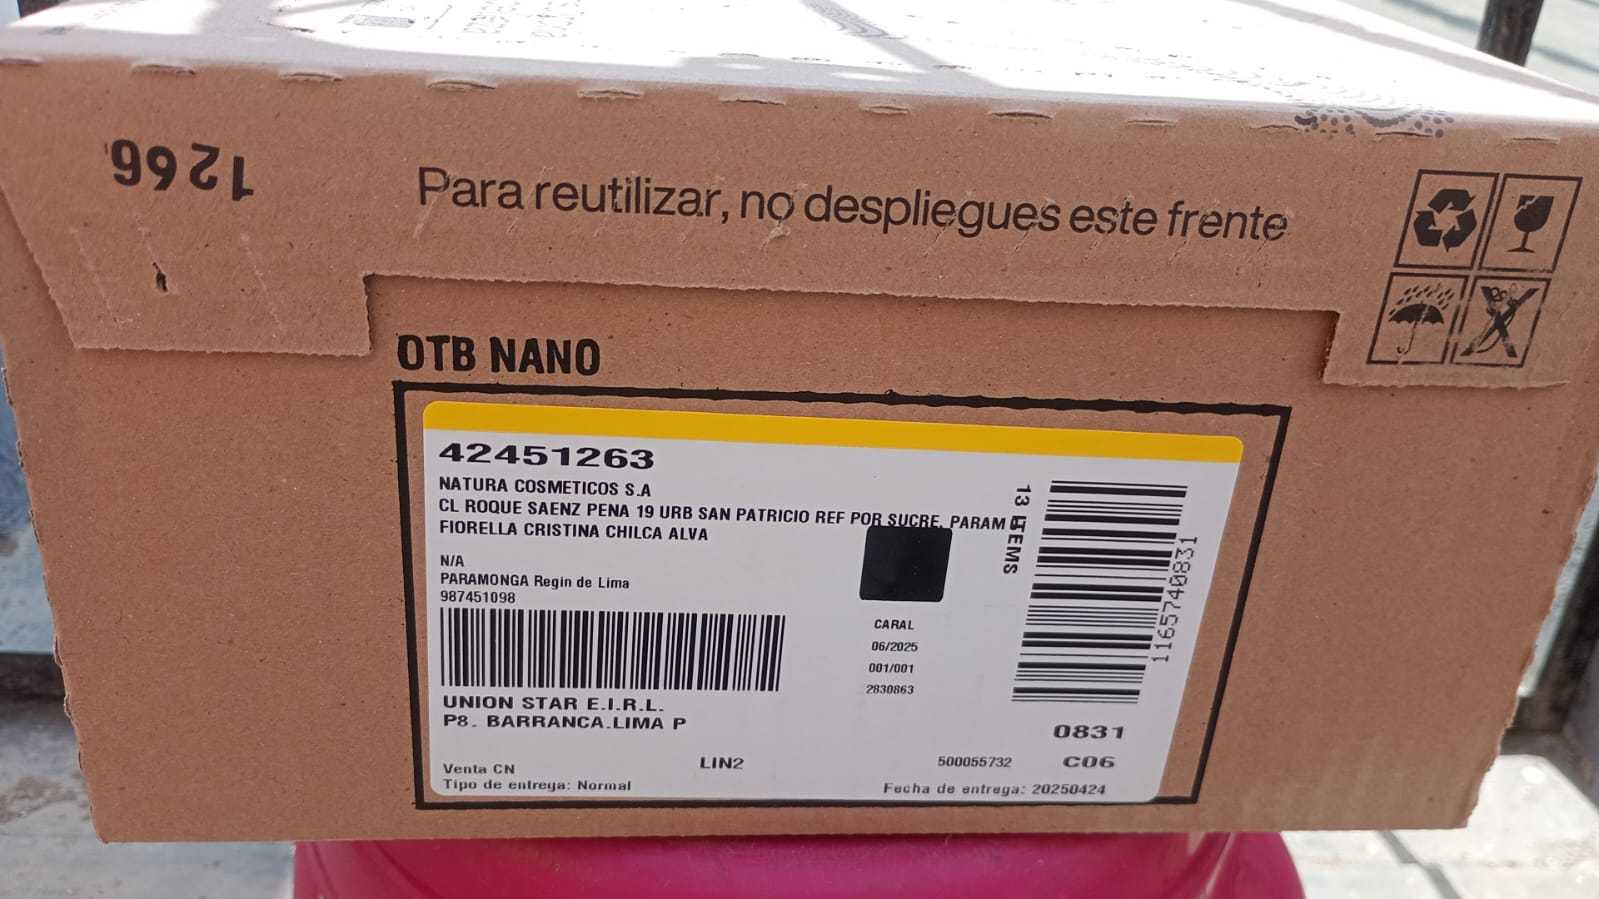 1266
Para reutilizar, no despliegues este frente
OTB NANO
42451263
NATURA COSMETICOS S.A
CL ROQUE SAENZ PENA 19 URB SAN PATRICIO REF POR SUCRE, PARAM
FIORELLA CRISTINA CHILCA ALVA
N/A
PARAMONGA Regin de Lima
987451098
UNION STAR E.I.R.L.
P8. BARRANCA.LIMA P
Venta CN
Tipo de entrega: Normal
LIN2
CARAL
06/2025
001/001
2830863
500055732
Fecha de entrega: 20250424
13 ITEMS
1165740831
0831
C06